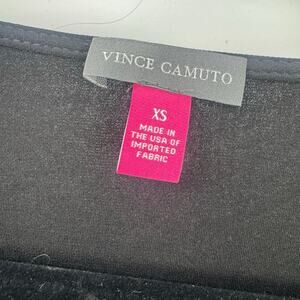 VINCE CAMUTO
XS
MADE IN
THE USA OF
IMPORTED
FABRIC